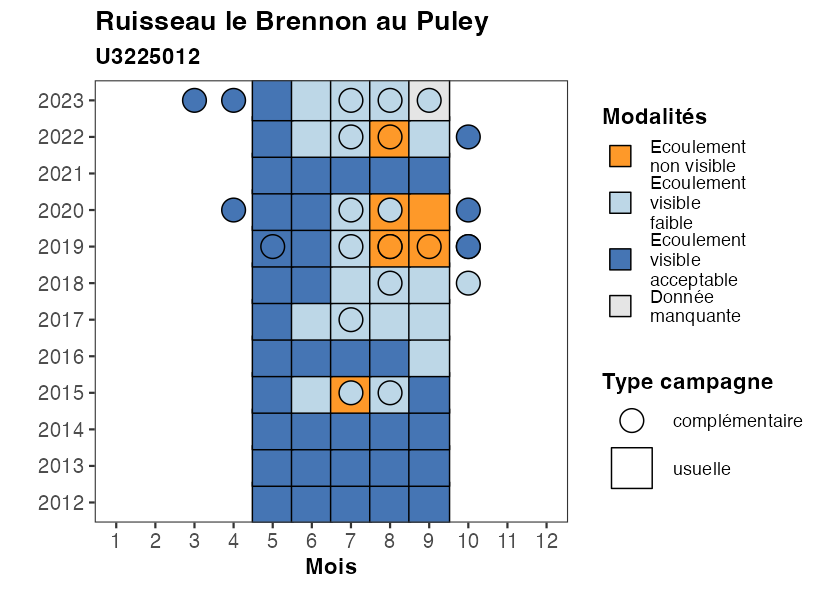 Ruisseau le Brennon au Puley
U3225012
2023
2022
2021
2020
2019
2018
2017
2016
2015
2014
2013
2012
1 2 3 4 5 6 7 8 9 10 11 12
Mois
Modalités
Ecoulement
non visible
Ecoulement
visible
faible
Ecoulement
visible
acceptable
Donnée
manquante
Type campagne
complémentaire
usuelle